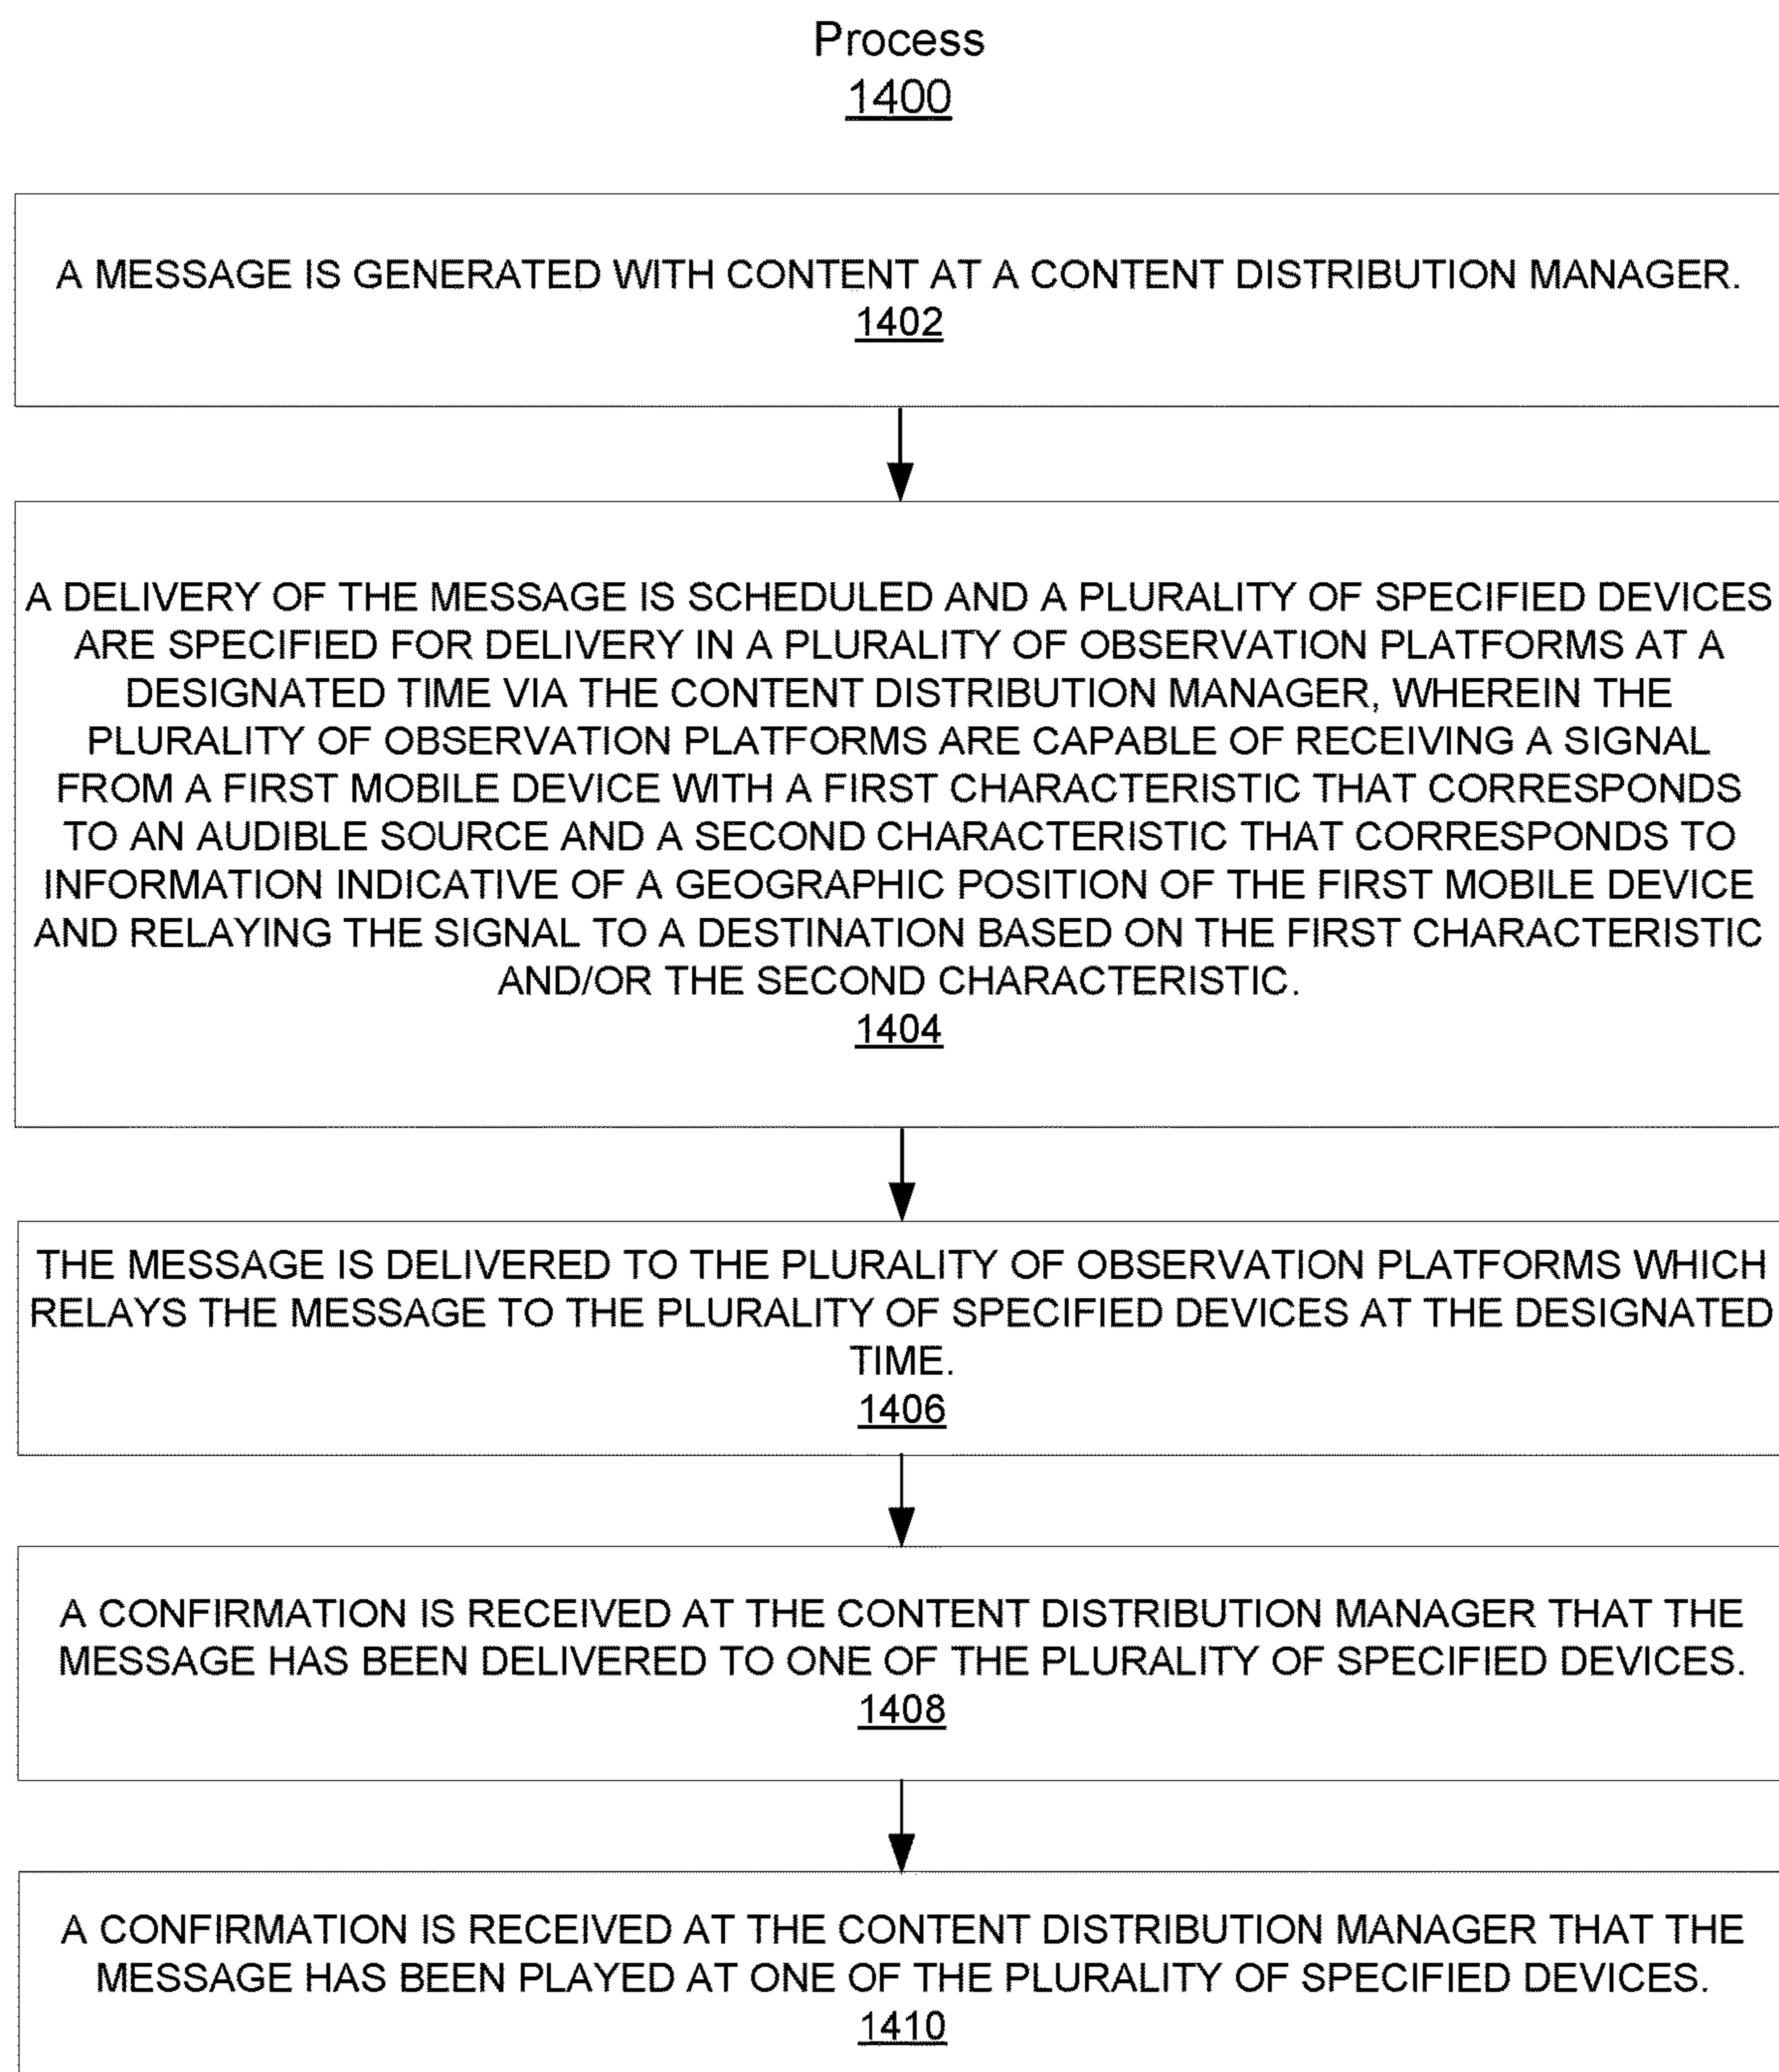 Process
1400
A MESSAGE IS GENERATED WITH CONTENT AT A CONTENT DISTRIBUTION MANAGER.
1402
A DELIVERY OF THE MESSAGE IS SCHEDULED AND A PLURALITY OF SPECIFIED DEVICES
ARE SPECIFIED FOR DELIVERY IN A PLURALITY OF OBSERVATION PLATFORMS AT A
DESIGNATED TIME VIA THE CONTENT DISTRIBUTION MANAGER, WHEREIN THE
PLURALITY OF OBSERVATION PLATFORMS ARE CAPABLE OF RECEIVING A SIGNAL
FROM A FIRST MOBILE DEVICE WITH A FIRST CHARACTERISTIC THAT CORRESPONDS
TO AN AUDIBLE SOURCE AND A SECOND CHARACTERISTIC THAT CORRESPONDS TO
INFORMATION INDICATIVE OF A GEOGRAPHIC POSITION OF THE FIRST MOBILE DEVICE
AND RELAYING THE SIGNAL TO A DESTINATION BASED ON THE FIRST CHARACTERISTIC
AND/OR THE SECOND CHARACTERISTIC.
1404
THE MESSAGE IS DELIVERED TO THE PLURALITY OF OBSERVATION PLATFORMS WHICH
RELAYS THE MESSAGE TO THE PLURALITY OF SPECIFIED DEVICES AT THE DESIGNATED
TIME.
1406
A CONFIRMATION IS RECEIVED AT THE CONTENT DISTRIBUTION MANAGER THAT THE
MESSAGE HAS BEEN DELIVERED TO ONE OF THE PLURALITY OF SPECIFIED DEVICES.
1408
A CONFIRMATION IS RECEIVED AT THE CONTENT DISTRIBUTION MANAGER THAT THE
MESSAGE HAS BEEN PLAYED AT ONE OF THE PLURALITY OF SPECIFIED DEVICES.
1410